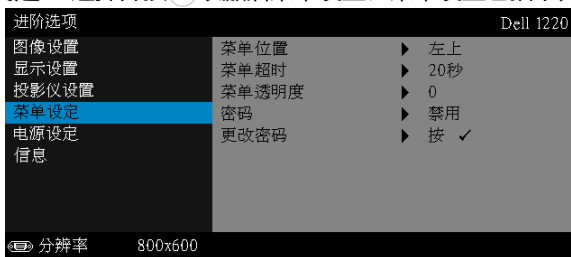 进阶选项 Dell 1220
图像设置
显示设置
投影仪设置
菜单设定
电源设定
信息
菜单位置 左上
菜单超时 20秒
菜单透明度 0
密码 禁用
更改密码 按 ✓
分辨率 800x600